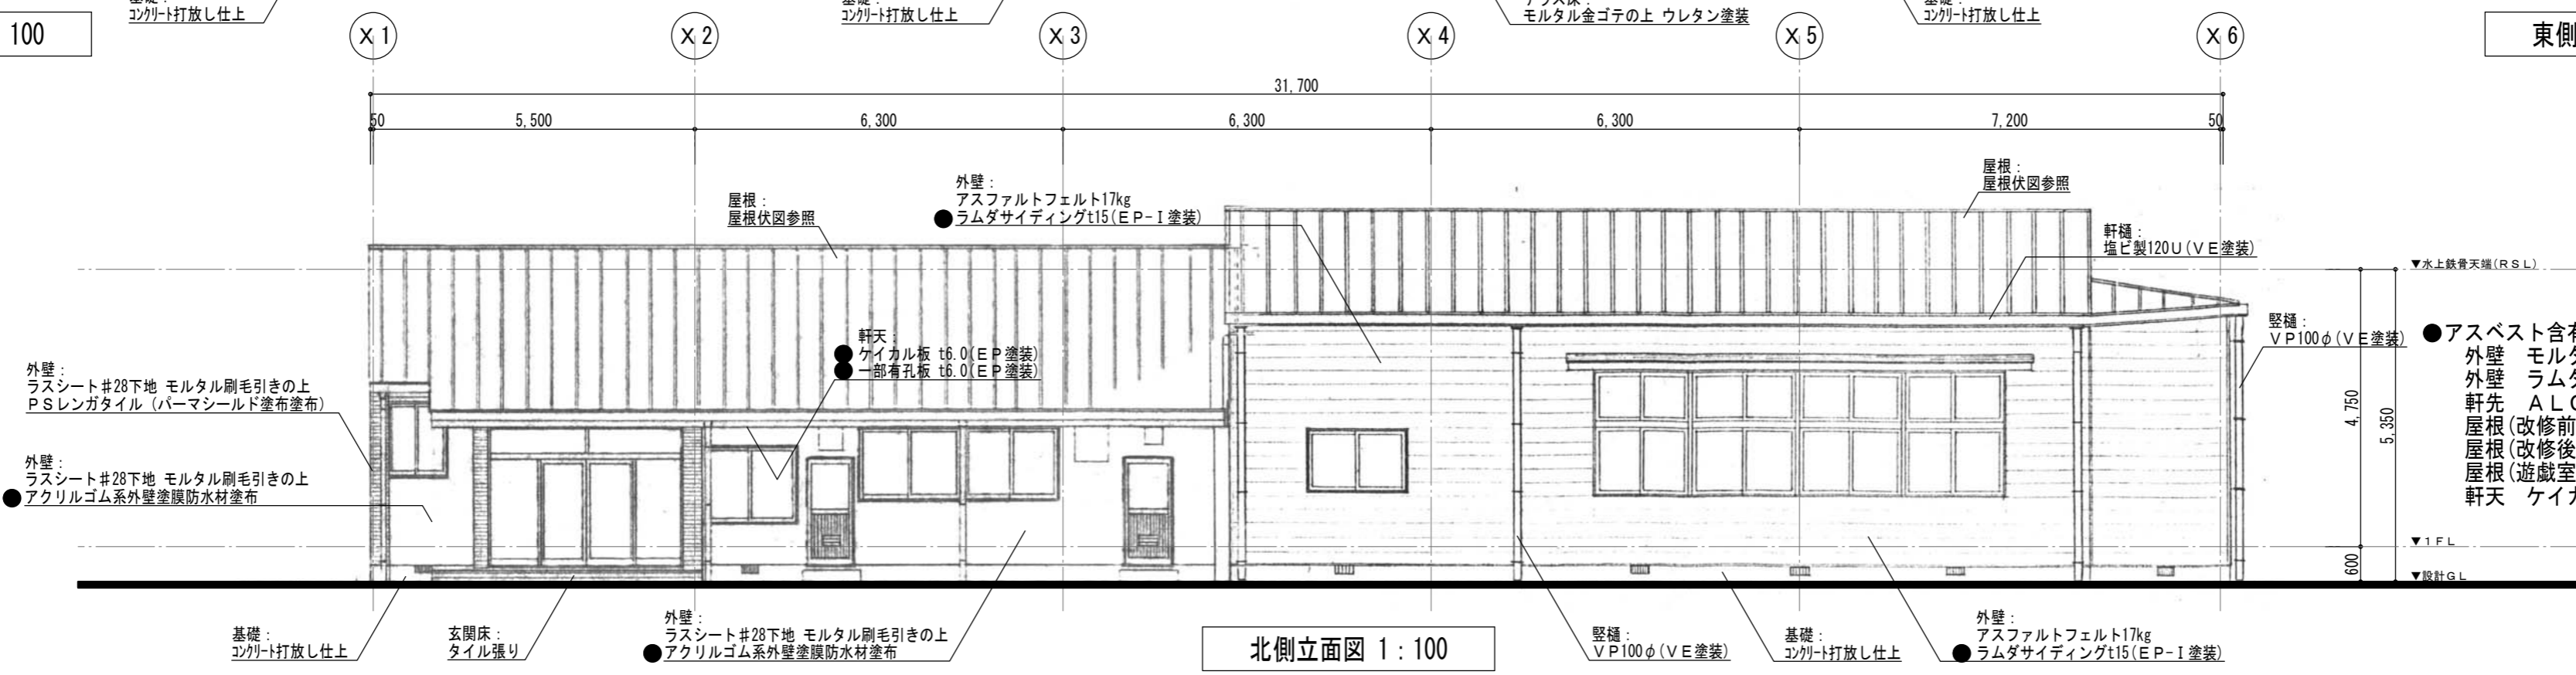 コンクリート打放し仕上
コンクリート打放し仕上
モルタル金ゴテの上 ウレタン塗装
コンクリート打放し仕上
100
X1
X2
X3
X4
X5
X6
東側
31,700
50
5,500
6,300
6,300
6,300
7,200
50
屋根：
屋根伏図参照
外壁：
アスファルトフェルト17kg
●ラムダサイディングt15(EP-I塗装)
屋根：
屋根伏図参照
軒樋：
塩ビ製120U(VE塗装)
▼水上鉄骨天端(RSL)
軒天：
●ケイカル板 t6.0(EP塗装)
●一部有孔板 t6.0(EP塗装)
竪樋：
VP100φ(VE塗装)
外壁：
ラスシート＃28下地 モルタル刷毛引きの上
PSレンガタイル（パーマシールド塗布塗布）
外壁：
ラスシート＃28下地 モルタル刷毛引きの上
●アクリルゴム系外壁塗膜防水材塗布
4,750
5,350
600
●アスベスト含有
外壁　モルタ
外壁　ラムダ
軒先　ALC
屋根(改修前
屋根(改修後
屋根(遊戯室
軒天　ケイカ
▼1FL
▼設計GL
基礎：
コンクリート打放し仕上
玄関床：
タイル張り
外壁：
ラスシート＃28下地 モルタル刷毛引きの上
●アクリルゴム系外壁塗膜防水材塗布
北側立面図 1：100
竪樋：
VP100φ(VE塗装)
基礎：
コンクリート打放し仕上
外壁：
アスファルトフェルト17kg
●ラムダサイディングt15(EP-I塗装)